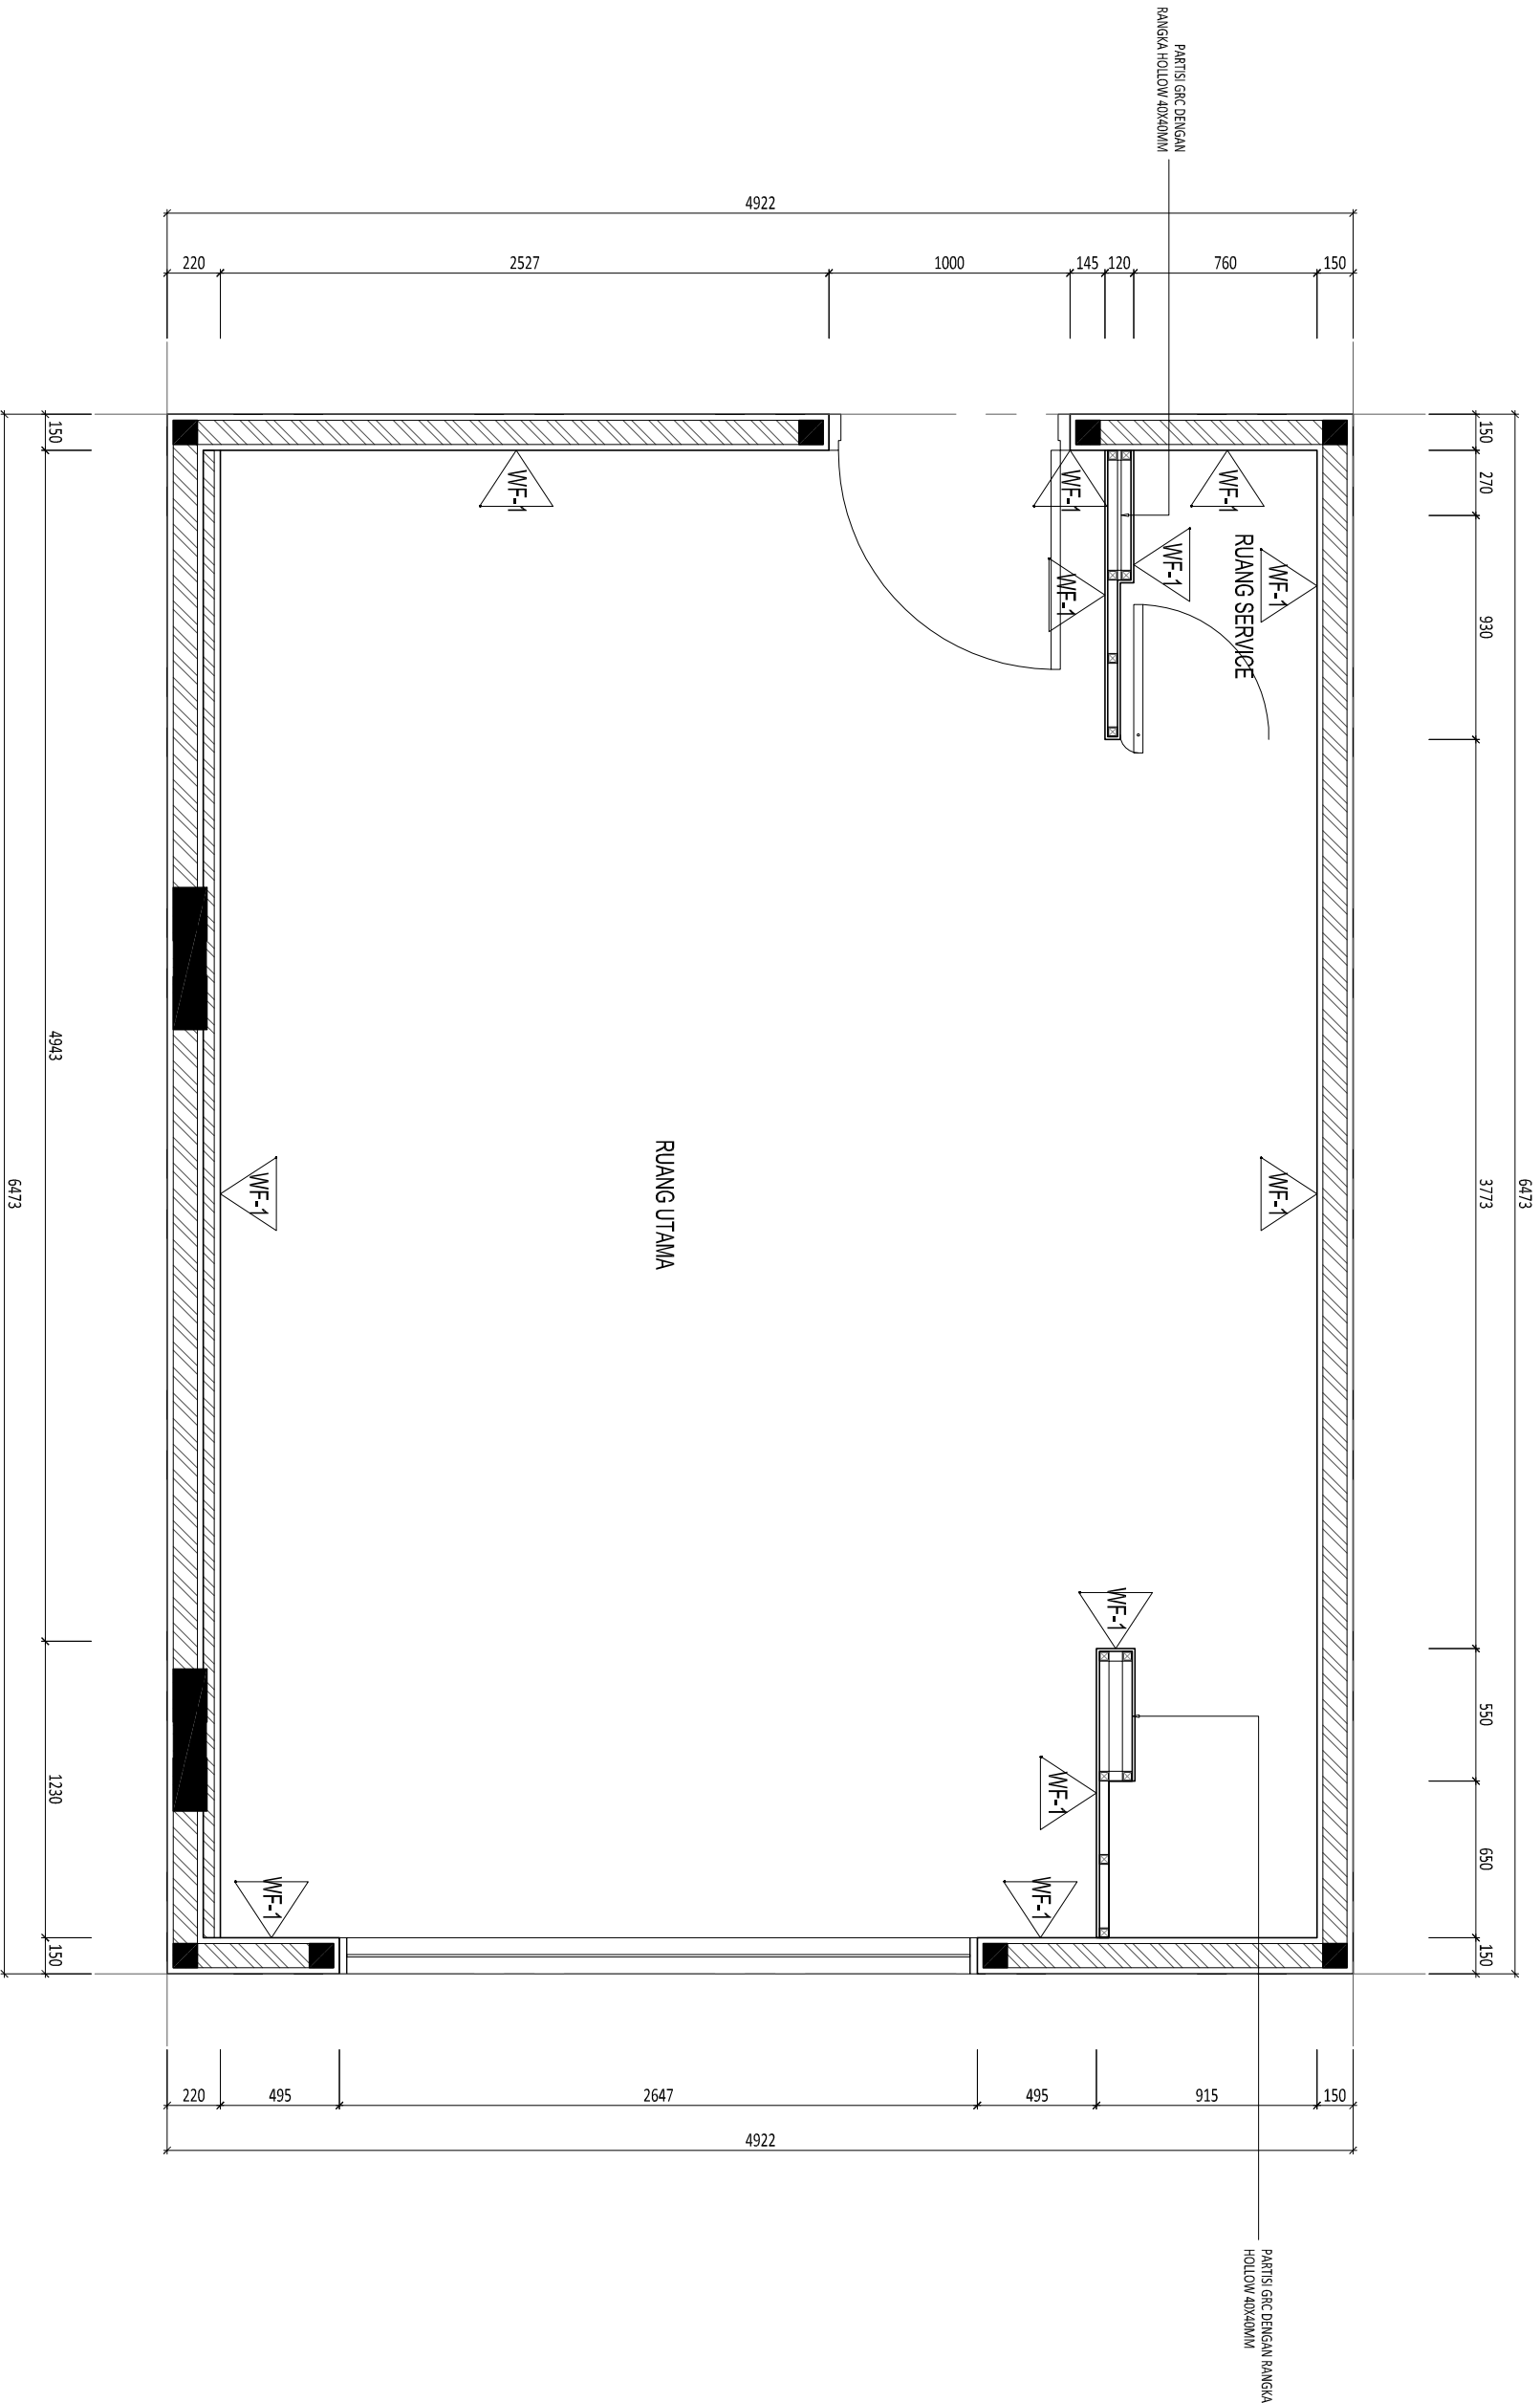 PARTISI GRC DENGAN
RANGKA HOLLOW 40X40MM
4922
220
2527
1000
145
120
760
150
150
4943
1230
150
6473
6473
150
270
930
3773
550
650
150
WF-1
WF-1
WF-1
WF-1
WF-1
WF-1
RUANG SERVICE
WF-1
WF-1
RUANG UTAMA
WF-1
WF-1
WF-1
WF-1
220
495
2647
495
915
150
4922
PARTISI GRC DENGAN RANGKA
HOLLOW 40X40MM